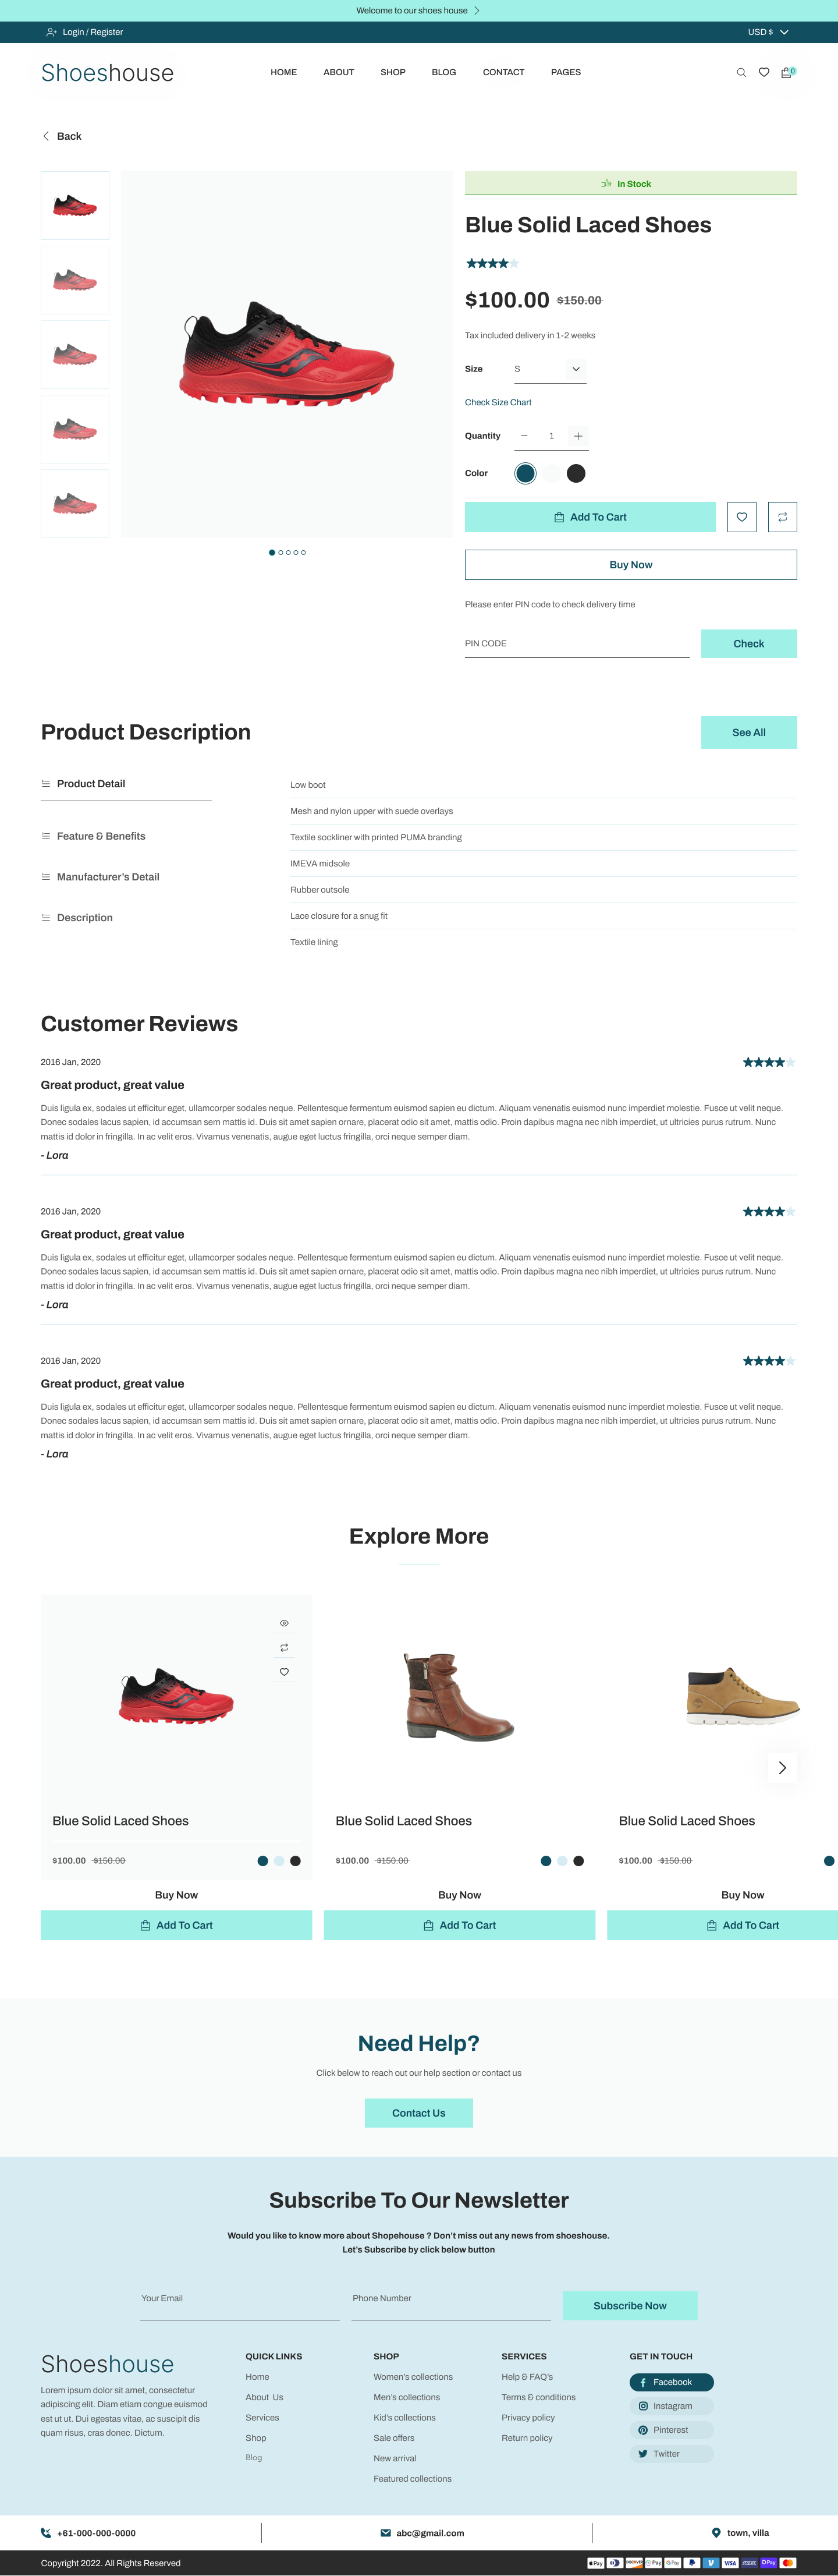 Welcome to our shoes house
Login / Register
USD $
Shoeshouse
HOME
ABOUT
SHOP
BLOG
CONTACT
PAGES
0
Back
In Stock
Blue Solid Laced Shoes
$100.00 $150.00
Tax included delivery in 1-2 weeks
Size
S
Check Size Chart
Quantity
1
Color
Add To Cart
Buy Now
Please enter PIN code to check delivery time
PIN CODE
Check
Product Description
See All
Product Detail
Feature & Benefits
Manufacturer's Detail
Description
Low boot
Mesh and nylon upper with suede overlays
Textile sockliner with printed PUMA branding
IMEVA midsole
Rubber outsole
Lace closure for a snug fit
Textile lining
Customer Reviews
2016 Jan, 2020
Great product, great value
Duis ligula ex, sodales ut efficitur eget, ullamcorper sodales neque. Pellentesque fermentum euismod sapien eu dictum. Aliquam venenatis euismod nunc imperdiet molestie. Fusce ut velit neque.
Donec sodales lacus sapien, id accumsan sem mattis id. Duis sit amet sapien ornare, placerat odio sit amet, mattis odio. Proin dapibus magna nec nibh imperdiet, ut ultricies purus rutrum. Nunc
mattis id dolor in fringilla. In ac velit eros. Vivamus venenatis, augue eget luctus fringilla, orci neque semper diam.
- Lora
2016 Jan, 2020
Great product, great value
Duis ligula ex, sodales ut efficitur eget, ullamcorper sodales neque. Pellentesque fermentum euismod sapien eu dictum. Aliquam venenatis euismod nunc imperdiet molestie. Fusce ut velit neque.
Donec sodales lacus sapien, id accumsan sem mattis id. Duis sit amet sapien ornare, placerat odio sit amet, mattis odio. Proin dapibus magna nec nibh imperdiet, ut ultricies purus rutrum. Nunc
mattis id dolor in fringilla. In ac velit eros. Vivamus venenatis, augue eget luctus fringilla, orci neque semper diam.
- Lora
2016 Jan, 2020
Great product, great value
Duis ligula ex, sodales ut efficitur eget, ullamcorper sodales neque. Pellentesque fermentum euismod sapien eu dictum. Aliquam venenatis euismod nunc imperdiet molestie. Fusce ut velit neque.
Donec sodales lacus sapien, id accumsan sem mattis id. Duis sit amet sapien ornare, placerat odio sit amet, mattis odio. Proin dapibus magna nec nibh imperdiet, ut ultricies purus rutrum. Nunc
mattis id dolor in fringilla. In ac velit eros. Vivamus venenatis, augue eget luctus fringilla, orci neque semper diam.
- Lora
Explore More
Blue Solid Laced Shoes
$100.00 $150.00
Buy Now
Add To Cart
Blue Solid Laced Shoes
$100.00 $150.00
Buy Now
Add To Cart
Blue Solid Laced Shoes
$100.00 $150.00
Buy Now
Add To Cart
Need Help?
Click below to reach out our help section or contact us
Contact Us
Subscribe To Our Newsletter
Would you like to know more about Shopehouse ? Don't miss out any news from shoeshouse.
Let's Subscribe by click below button
Your Email
Phone Number
Subscribe Now
Shoeshouse
Lorem ipsum dolor sit amet, consectetur
adipiscing elit. Diam etiam congue euismod
est ut ut. Dui egestas vitae, ac suscipit dis
quam risus, cras donec. Dictum.
QUICK LINKS
Home
About Us
Services
Shop
Blog
SHOP
Women's collections
Men's collections
Kid's collections
Sale offers
New arrival
Featured collections
SERVICES
Help & FAQ's
Terms & conditions
Privacy policy
Return policy
GET IN TOUCH
Facebook
Instagram
Pinterest
Twitter
+61-000-000-0000
abc@gmail.com
town, villa
Copyright 2022. All Rights Reserved
Pay
DISCOVER
G Pay
VISA
Pay